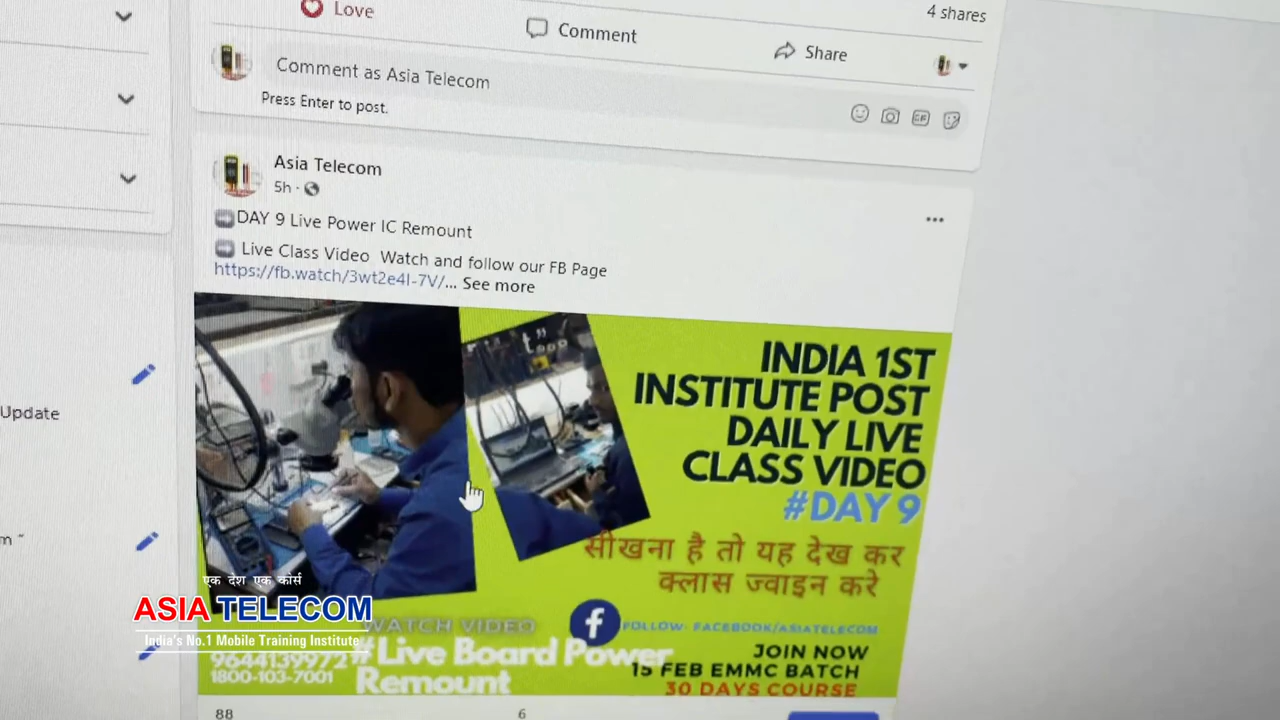 Love
4 shares
Comment
Share
Comment as Asia Telecom
Press Enter to post.
GIF
Asia Telecom
5h
DAY 9 Live Power IC Remount
Live Class Video Watch and follow our FB Page
https://fb.watch/3wt2e4l-7V/... See more
INDIA 1ST
INSTITUTE POST
DAILY LIVE
CLASS VIDEO
#DAY 9
सीखना है तो यह देख कर
क्लास ज्वाइन करे
Update
एक देश एक कोर्स
ASIA TELECOM
India's No.1 Mobile Training Institute
WATCH VIDEO
FOLLOW- FACEBOOK/ASIATELECOM
9644139972
1800-103-7001
#Live Board Power
Remount
JOIN NOW
15 FEB EMMC BATCH
30 DAYS COURSE
88
6